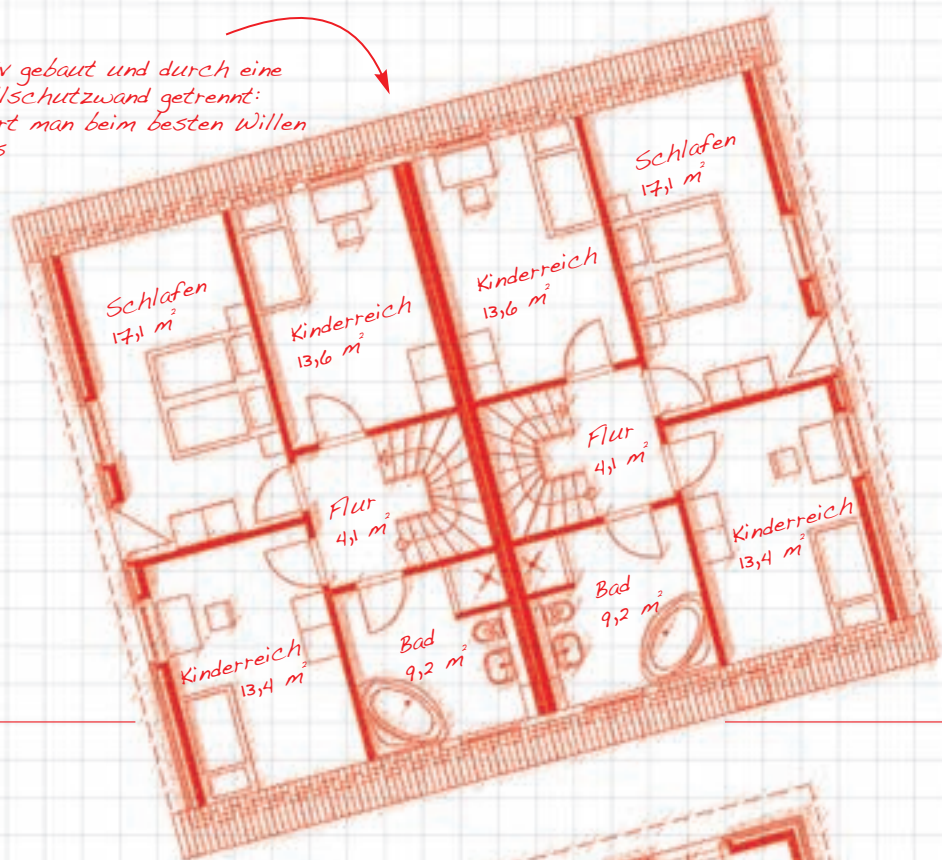 gebaut und durch eine
lschutzwand getrennt:
rt man beim besten Willen
s
Schlafen
17,1 m²
Kinderreich
13,6 m²
Kinderreich
13,6 m²
Schlafen
17,1 m²
Flur
4,1 m²
Flur
4,1 m²
Kinderreich
13,4 m²
Bad
9,2 m²
Bad
9,2 m²
Kinderreich
13,4 m²